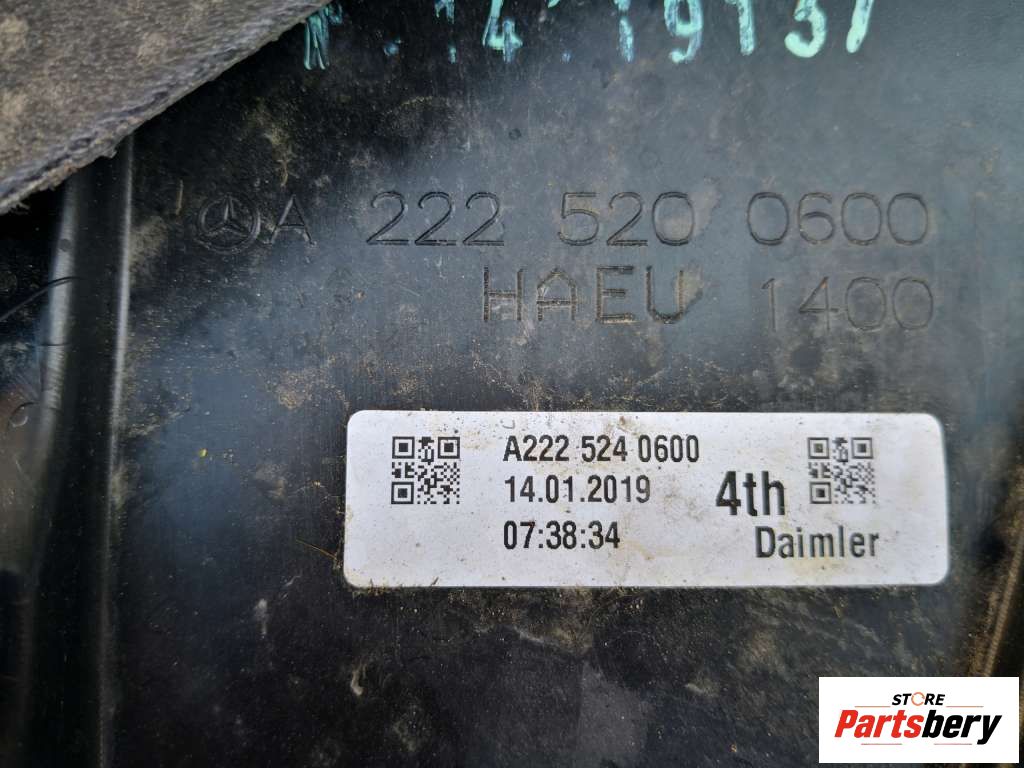 A 222 520 0600
HAEU 1400
A222 524 0600
14.01.2019
07:38:34
4th
Daimler
STORE
Partsbery